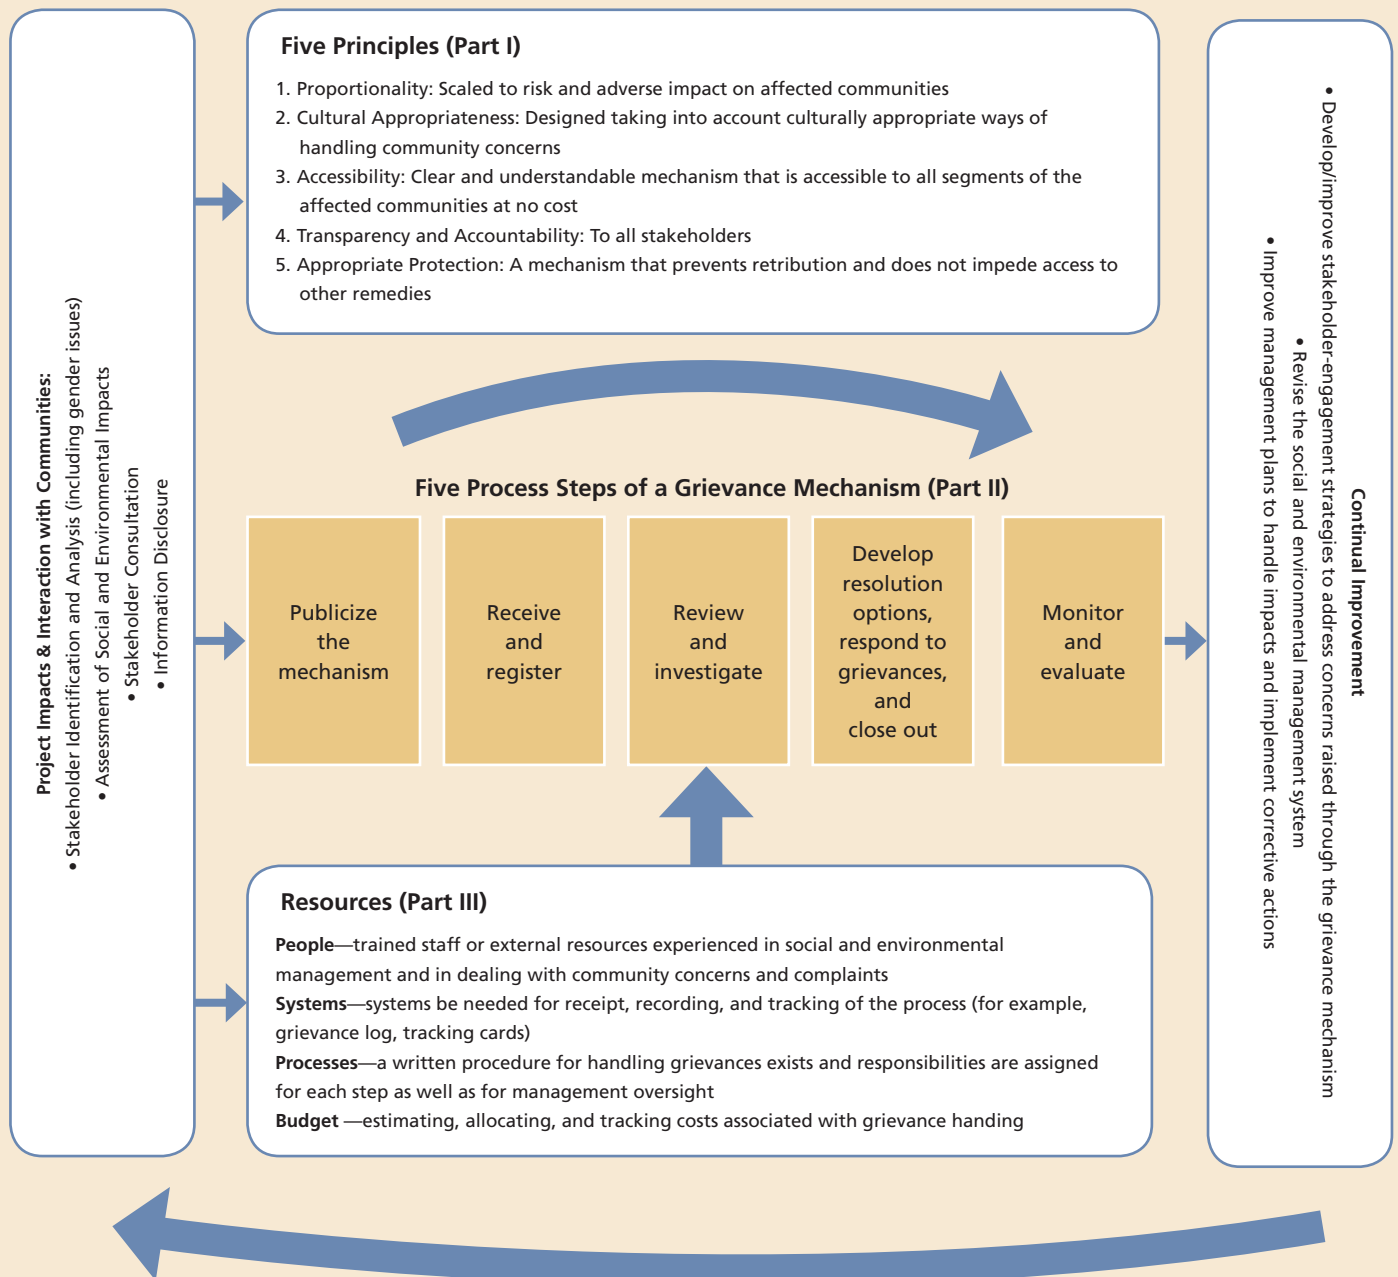 Project Impacts & Interaction with Communities:
• Stakeholder Identification and Analysis (including gender issues)
• Assessment of Social and Environmental Impacts
• Stakeholder Consultation
• Information Disclosure
Five Principles (Part I)
1. Proportionality: Scaled to risk and adverse impact on affected communities
2. Cultural Appropriateness: Designed taking into account culturally appropriate ways of
handling community concerns
3. Accessibility: Clear and understandable mechanism that is accessible to all segments of the
affected communities at no cost
4. Transparency and Accountability: To all stakeholders
5. Appropriate Protection: A mechanism that prevents retribution and does not impede access to
other remedies
Five Process Steps of a Grievance Mechanism (Part II)
Publicize
the
mechanism
Receive
and
register
Review
and
investigate
Develop
resolution
options,
respond to
grievances,
and
close out
Monitor
and
evaluate
Resources (Part III)
People—trained staff or external resources experienced in social and environmental
management and in dealing with community concerns and complaints
Systems—systems be needed for receipt, recording, and tracking of the process (for example,
grievance log, tracking cards)
Processes—a written procedure for handling grievances exists and responsibilities are assigned
for each step as well as for management oversight
Budget —estimating, allocating, and tracking costs associated with grievance handing
Continual Improvement
• Develop/improve stakeholder-engagement strategies to address concerns raised through the grievance mechanism
• Revise the social and environmental management system
• Improve management plans to handle impacts and implement corrective actions